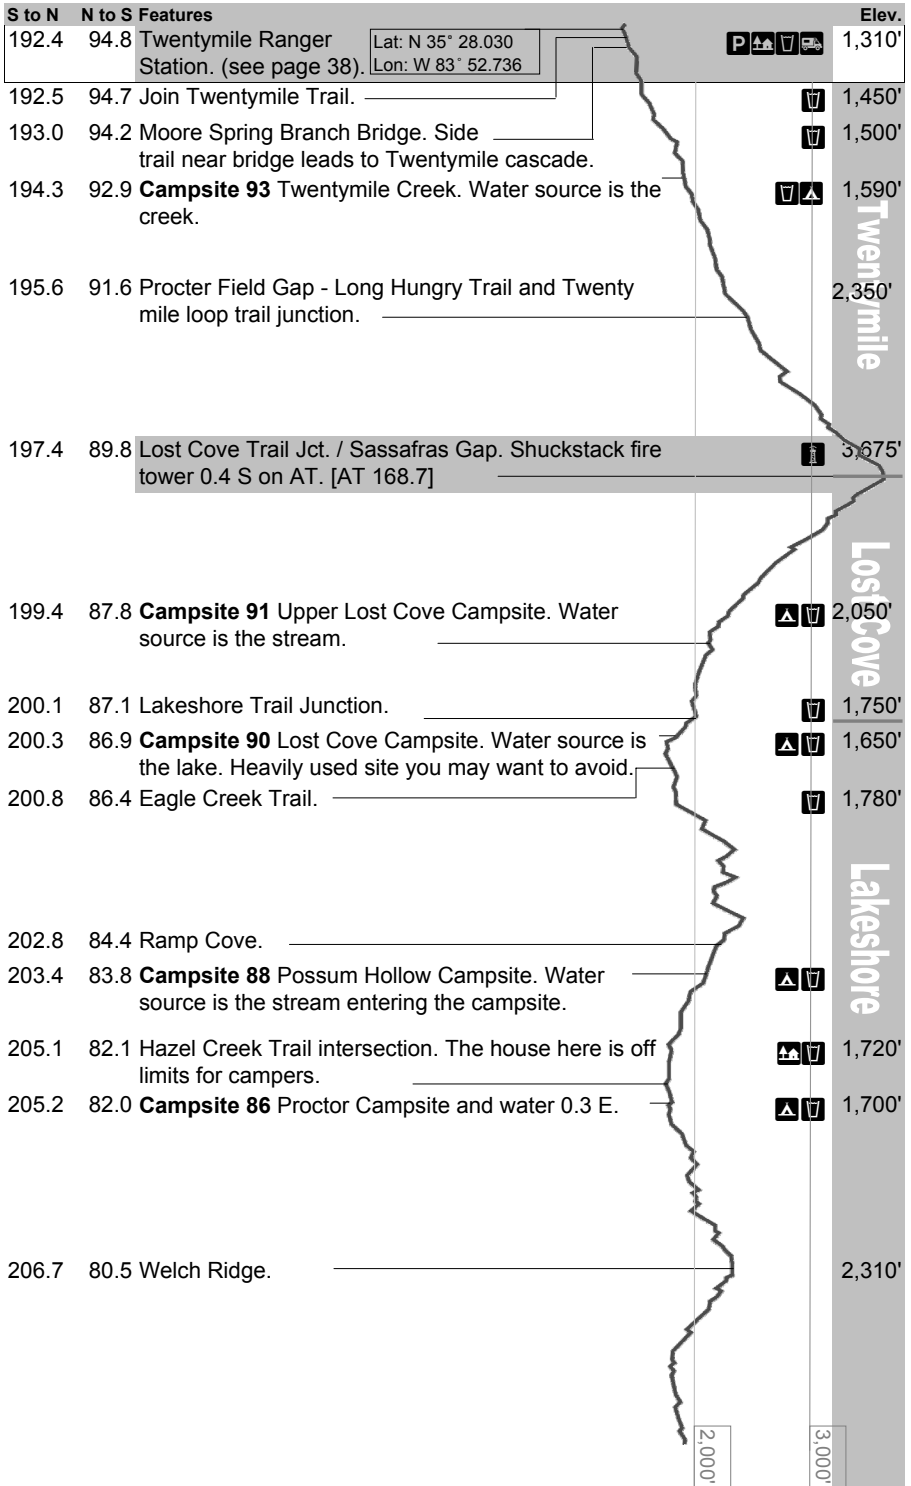 S to N N to S Features Elev.
192.4 94.8 Twentymile Ranger Lat: N 35° 28.030 P 1,310'
Station. (see page 38). Lon: W 83° 52.736
192.5 94.7 Join Twentymile Trail. 1,450'
193.0 94.2 Moore Spring Branch Bridge. Side 1,500'
trail near bridge leads to Twentymile cascade.
194.3 92.9 Campsite 93 Twentymile Creek. Water source is the 1,590'
creek.
Twentymile
195.6 91.6 Procter Field Gap - Long Hungry Trail and Twenty 2,350'
mile loop trail junction.
197.4 89.8 Lost Cove Trail Jct. / Sassafras Gap. Shuckstack fire 3,675'
tower 0.4 S on AT. [AT 168.7]
Lost Cove
199.4 87.8 Campsite 91 Upper Lost Cove Campsite. Water 2,050'
source is the stream.
200.1 87.1 Lakeshore Trail Junction. 1,750'
200.3 86.9 Campsite 90 Lost Cove Campsite. Water source is 1,650'
the lake. Heavily used site you may want to avoid.
200.8 86.4 Eagle Creek Trail. 1,780'
Lakeshore
202.8 84.4 Ramp Cove.
203.4 83.8 Campsite 88 Possum Hollow Campsite. Water
source is the stream entering the campsite.
205.1 82.1 Hazel Creek Trail intersection. The house here is off 1,720'
limits for campers.
205.2 82.0 Campsite 86 Proctor Campsite and water 0.3 E. 1,700'
206.7 80.5 Welch Ridge. 2,310'
2,000' 3,000'